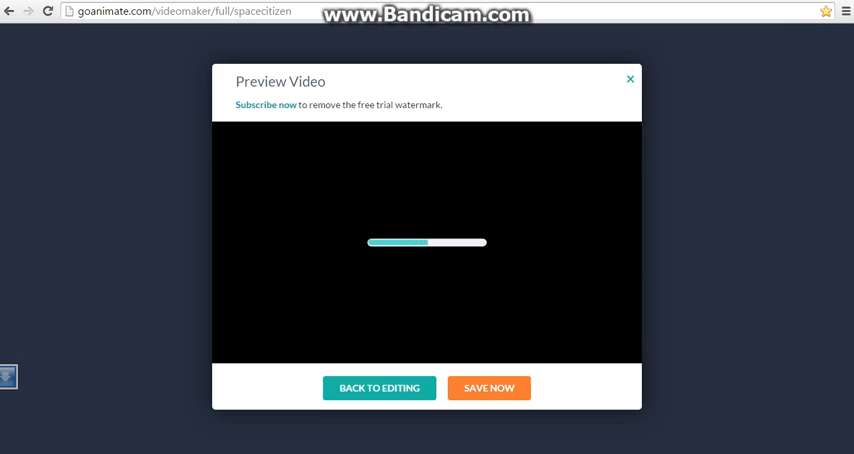 goanimate.com/videomaker/full/spacecitizen
www.Bandicam.com
Preview Video
Subscribe now to remove the free trial watermark.
BACK TO EDITING
SAVE NOW